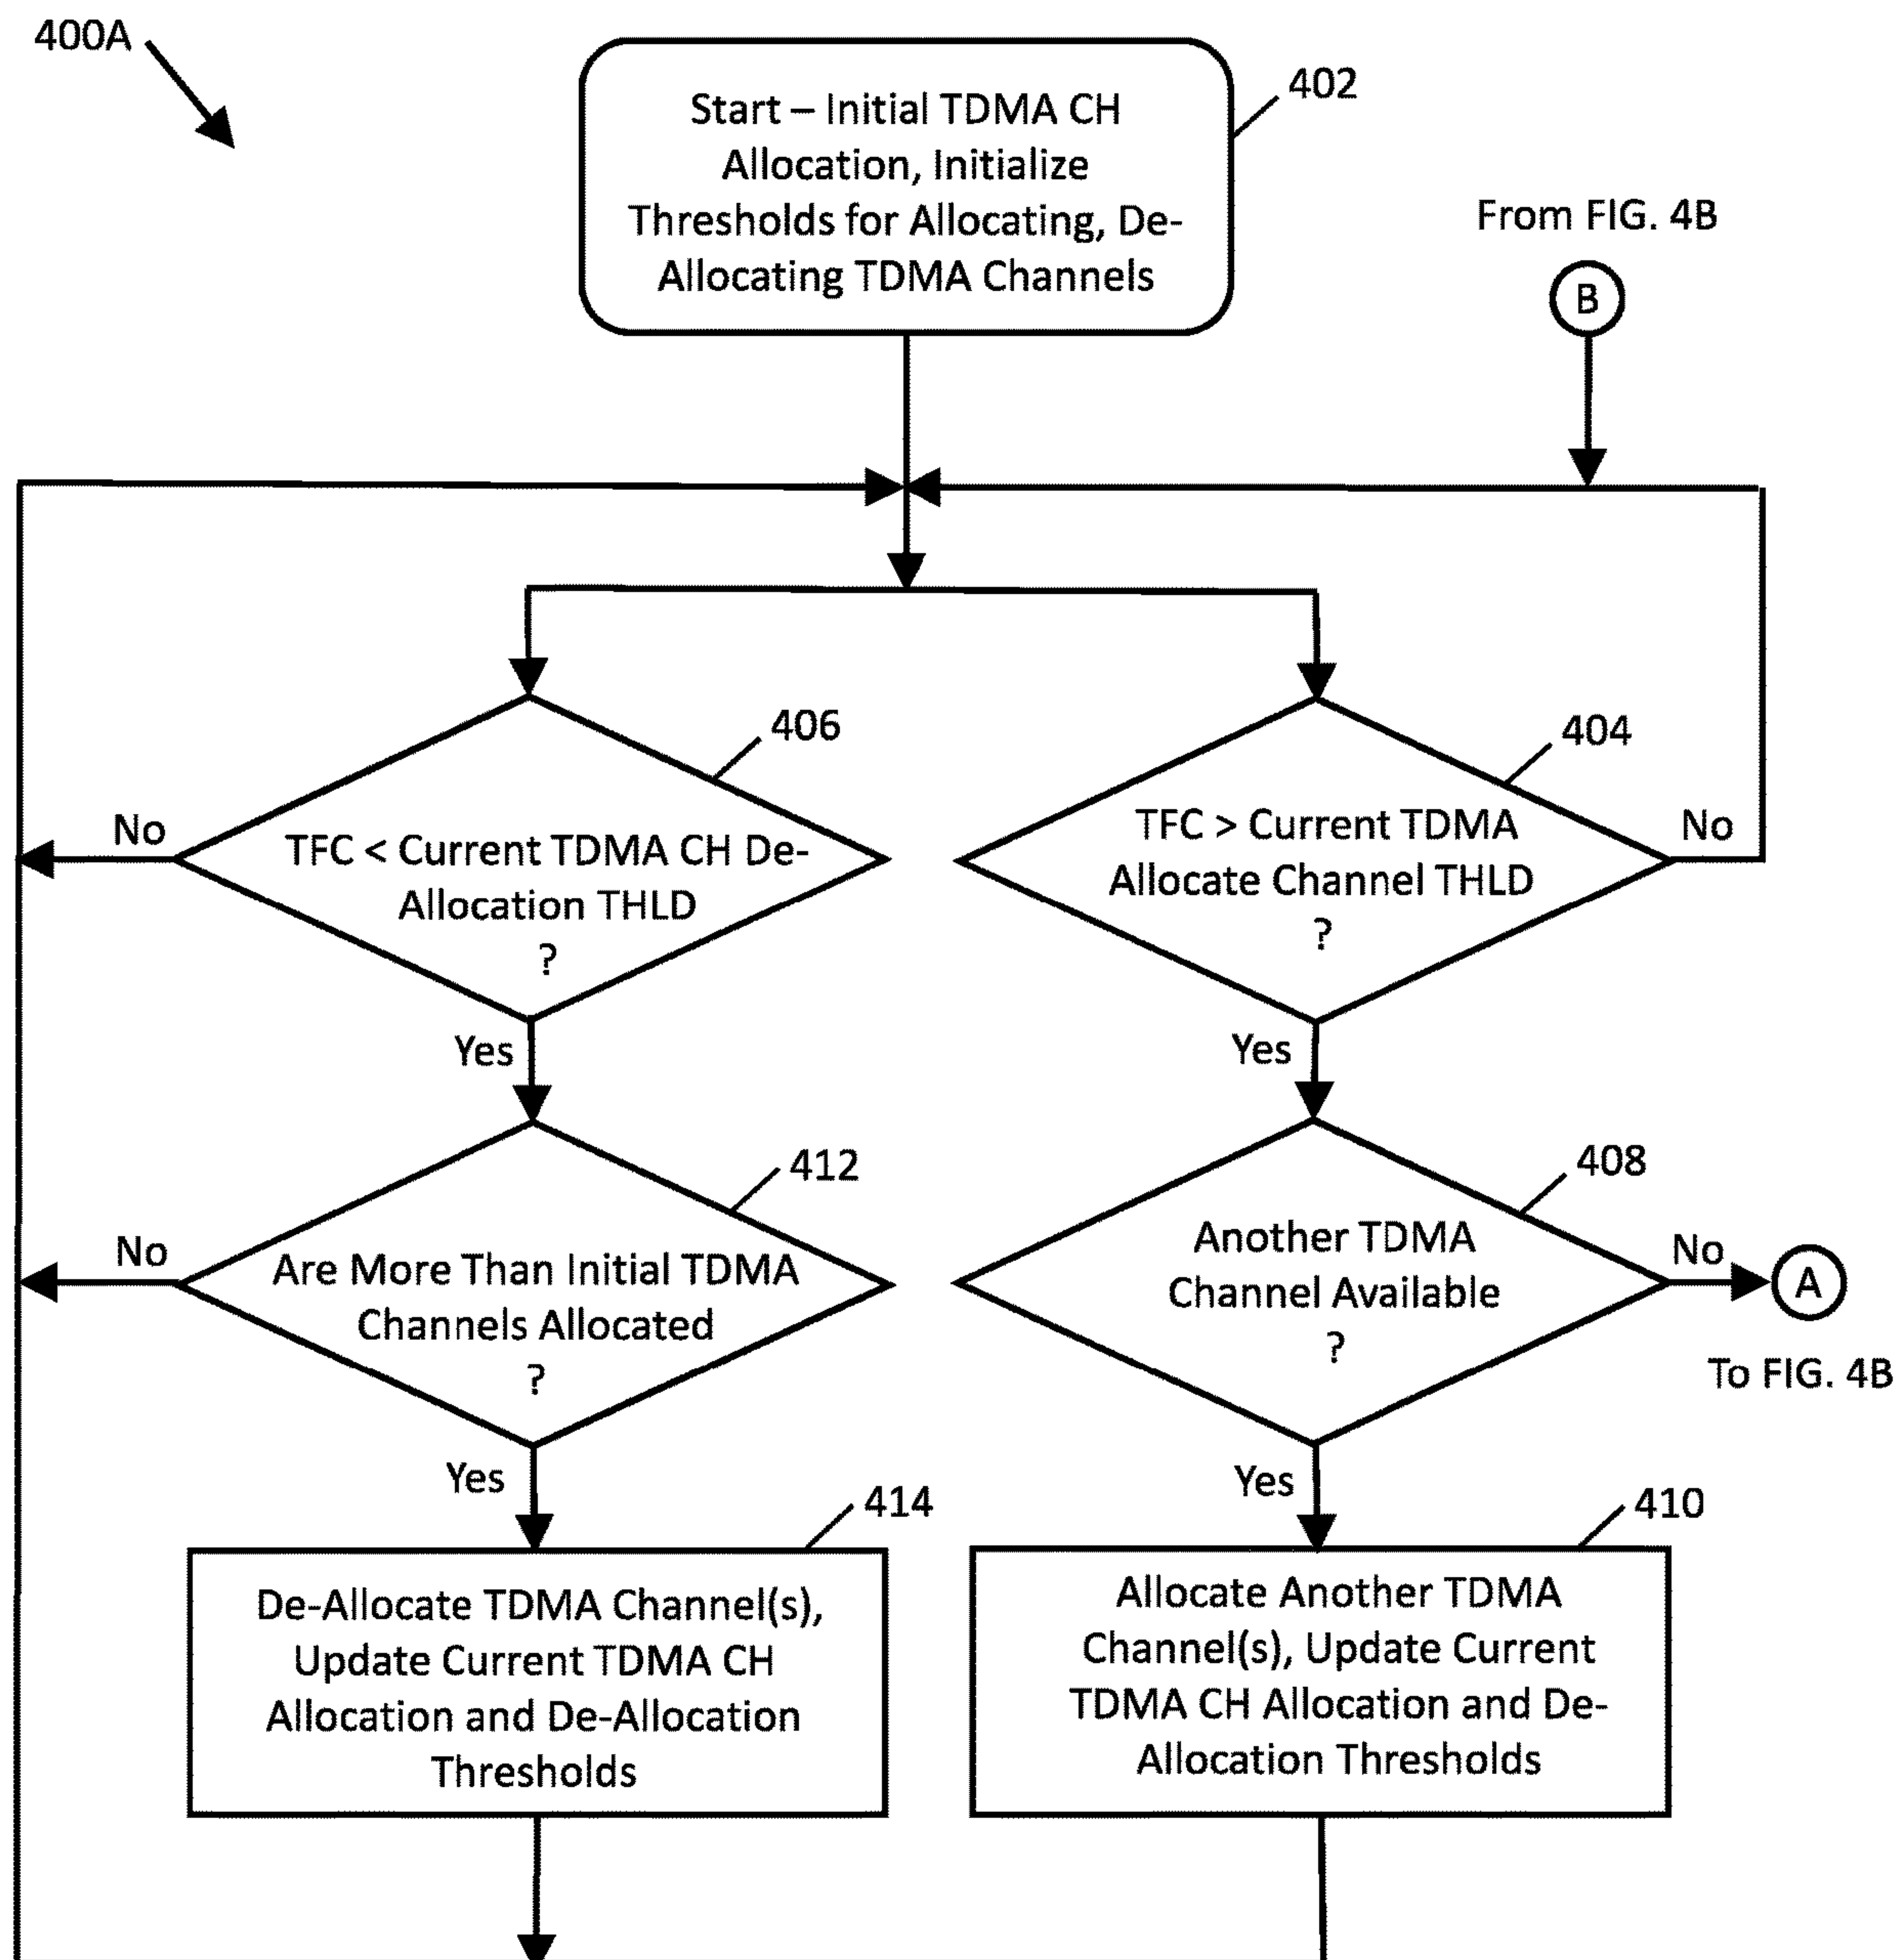 400A
402
Start – Initial TDMA CH
Allocation, Initialize
Thresholds for Allocating, De-
Allocating TDMA Channels
From FIG. 4B
B
406
404
No
TFC < Current TDMA CH De-
Allocation THLD
?
TFC > Current TDMA
Allocate Channel THLD
?
No
Yes
Yes
412
408
No
Are More Than Initial TDMA
Channels Allocated
?
Another TDMA
Channel Available
?
No
A
To FIG. 4B
Yes
Yes
414
410
De-Allocate TDMA Channel(s),
Update Current TDMA CH
Allocation and De-Allocation
Thresholds
Allocate Another TDMA
Channel(s), Update Current
TDMA CH Allocation and De-
Allocation Thresholds